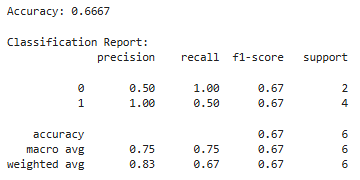 Accuracy: 0.6667
Classification Report:
precision recall f1-score support
0 0.50 1.00 0.67 2
1 1.00 0.50 0.67 4
accuracy 0.67 6
macro avg 0.75 0.75 0.67 6
weighted avg 0.83 0.67 0.67 6